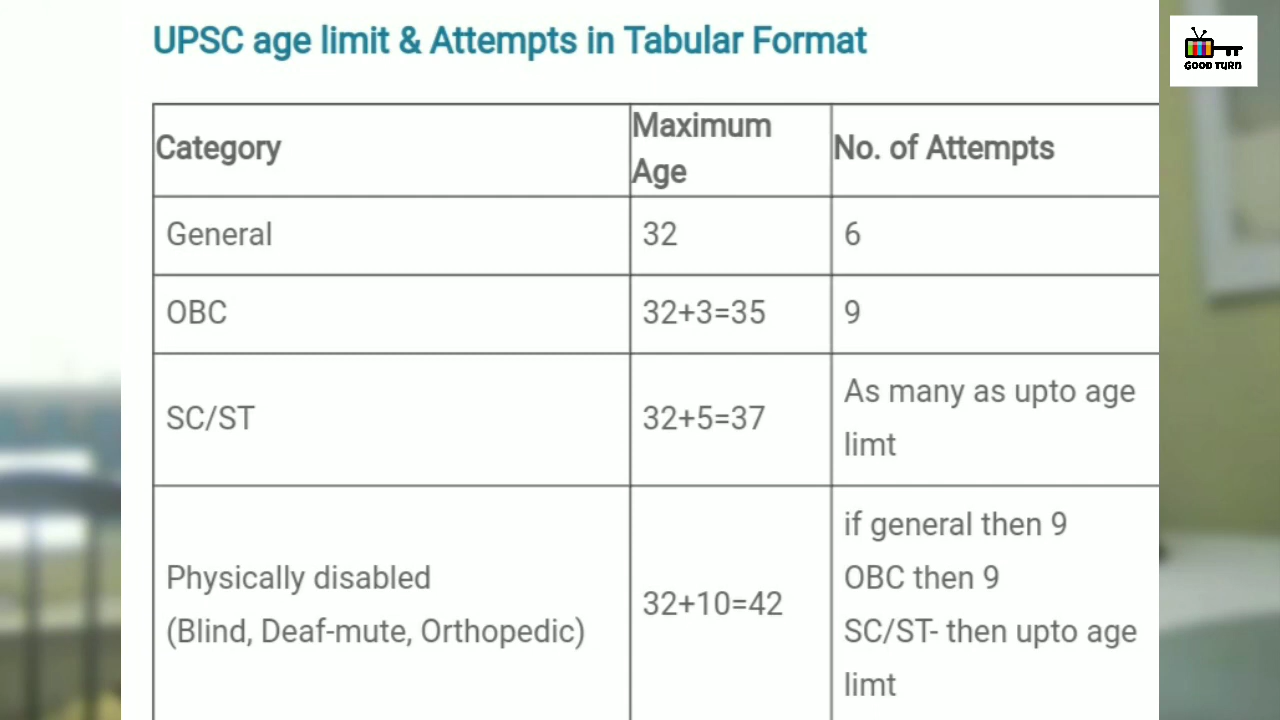 UPSC age limit & Attempts in Tabular Format
GOOD TURN
Category
Maximum
Age
No. of Attempts
General
32
6
OBC
32+3=35
9
SC/ST
32+5=37
As many as upto age
limt
Physically disabled
(Blind, Deaf-mute, Orthopedic)
32+10=42
if general then 9
OBC then 9
SC/ST- then upto age
limt